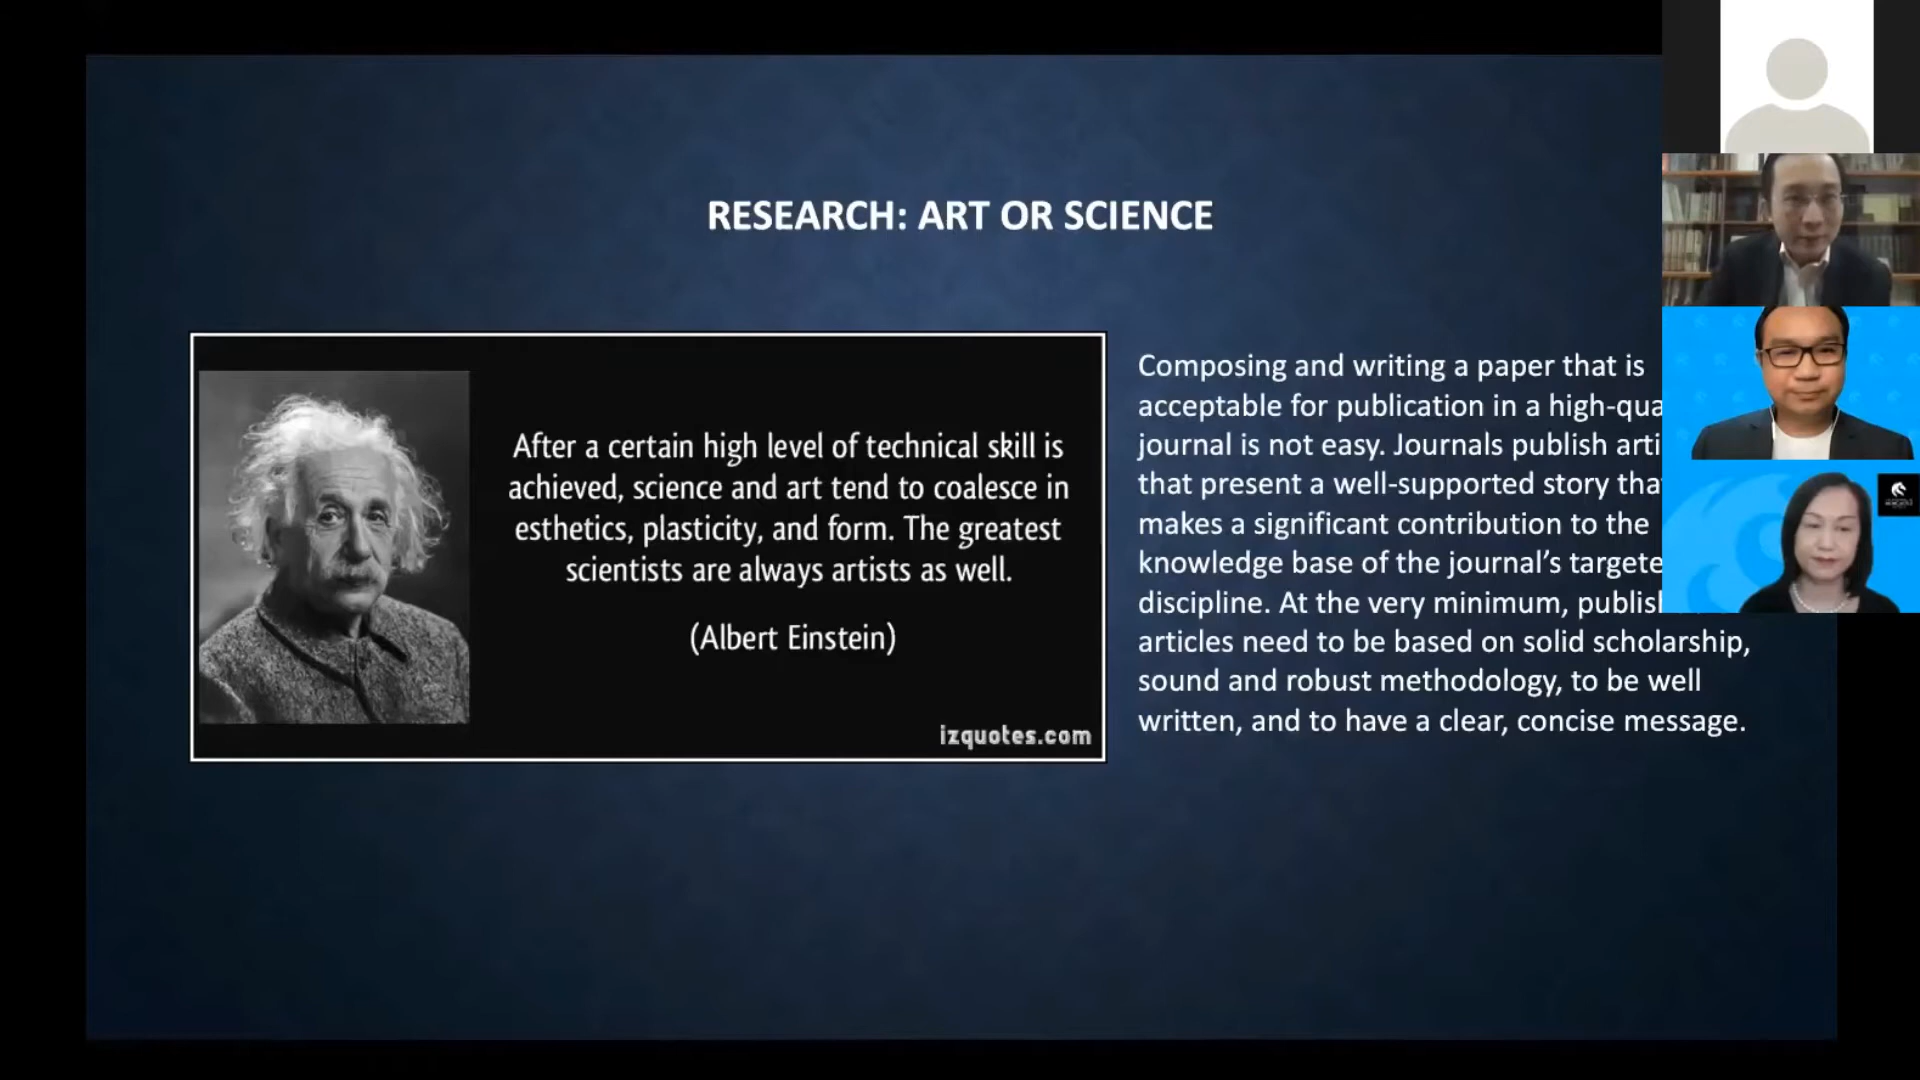 RESEARCH: ART OR SCIENCE
After a certain high level of technical skill is
achieved, science and art tend to coalesce in
esthetics, plasticity, and form. The greatest
scientists are always artists as well.
(Albert Einstein)
izquotes.com
Composing and writing a paper that is
acceptable for publication in a high-qua
journal is not easy. Journals publish arti
that present a well-supported story tha
makes a significant contribution to the
knowledge base of the journal’s targete
discipline. At the very minimum, publis
articles need to be based on solid scholarship,
sound and robust methodology, to be well
written, and to have a clear, concise message.